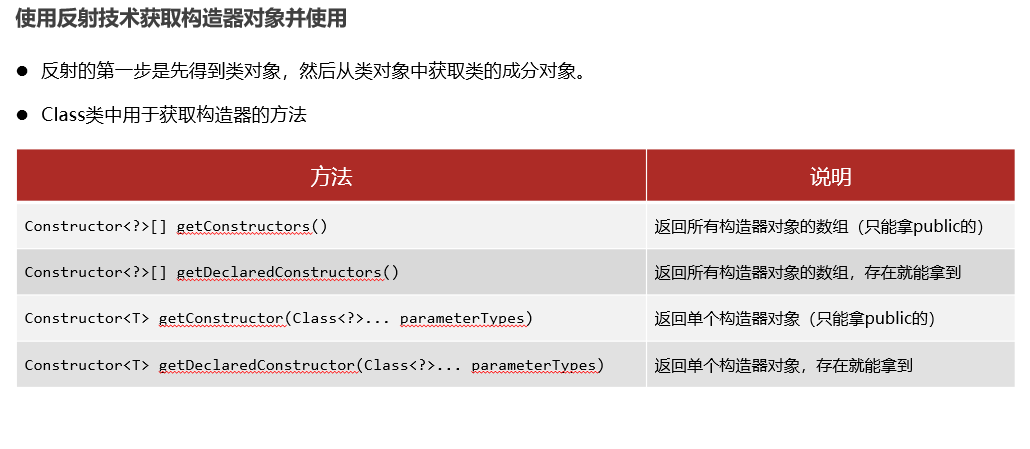 使用反射技术获取构造器对象并使用
● 反射的第一步是先得到类对象，然后从类对象中获取类的成分对象。
● Class类中用于获取构造器的方法
方法 说明
Constructor<?>[] getConstructors() 返回所有构造器对象的数组（只能拿public的）
Constructor<?>[] getDeclaredConstructors() 返回所有构造器对象的数组，存在就能拿到
Constructor<T> getConstructor(Class<?>... parameterTypes) 返回单个构造器对象（只能拿public的）
Constructor<T> getDeclaredConstructor(Class<?>... parameterTypes) 返回单个构造器对象，存在就能拿到